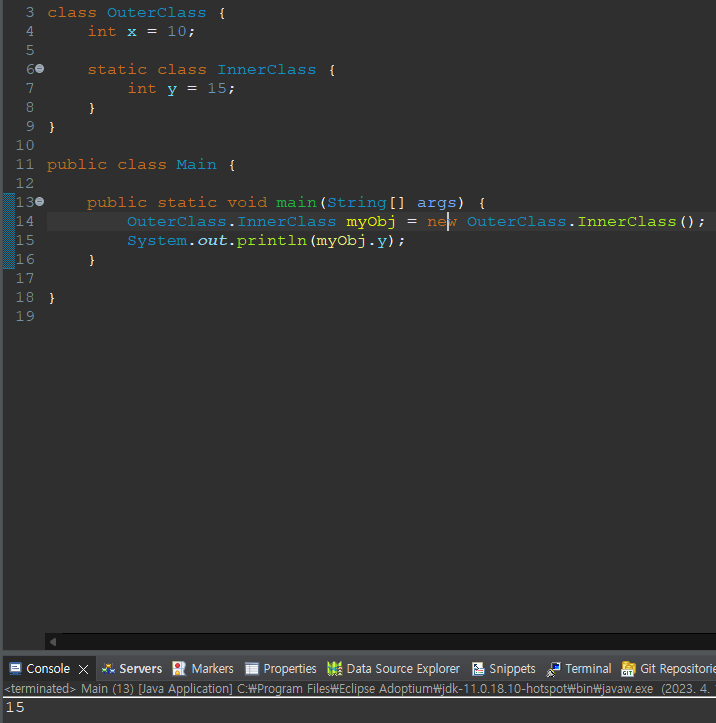 3 class OuterClass {
4     int x = 10;
5
6     static class InnerClass {
7         int y = 15;
8     }
9 }
10
11 public class Main {
12
13     public static void main(String[] args) {
14         OuterClass.InnerClass myObj = new OuterClass.InnerClass();
15         System.out.println(myObj.y);
16     }
17
18 }
19
Console Servers Markers Properties Data Source Explorer Snippets Terminal Git Repositorie
<terminated> Main (13) [Java Application] C:₩Program Files₩Eclipse Adoptium₩jdk-11.0.18.10-hotspot₩bin₩javaw.exe (2023. 4.
15